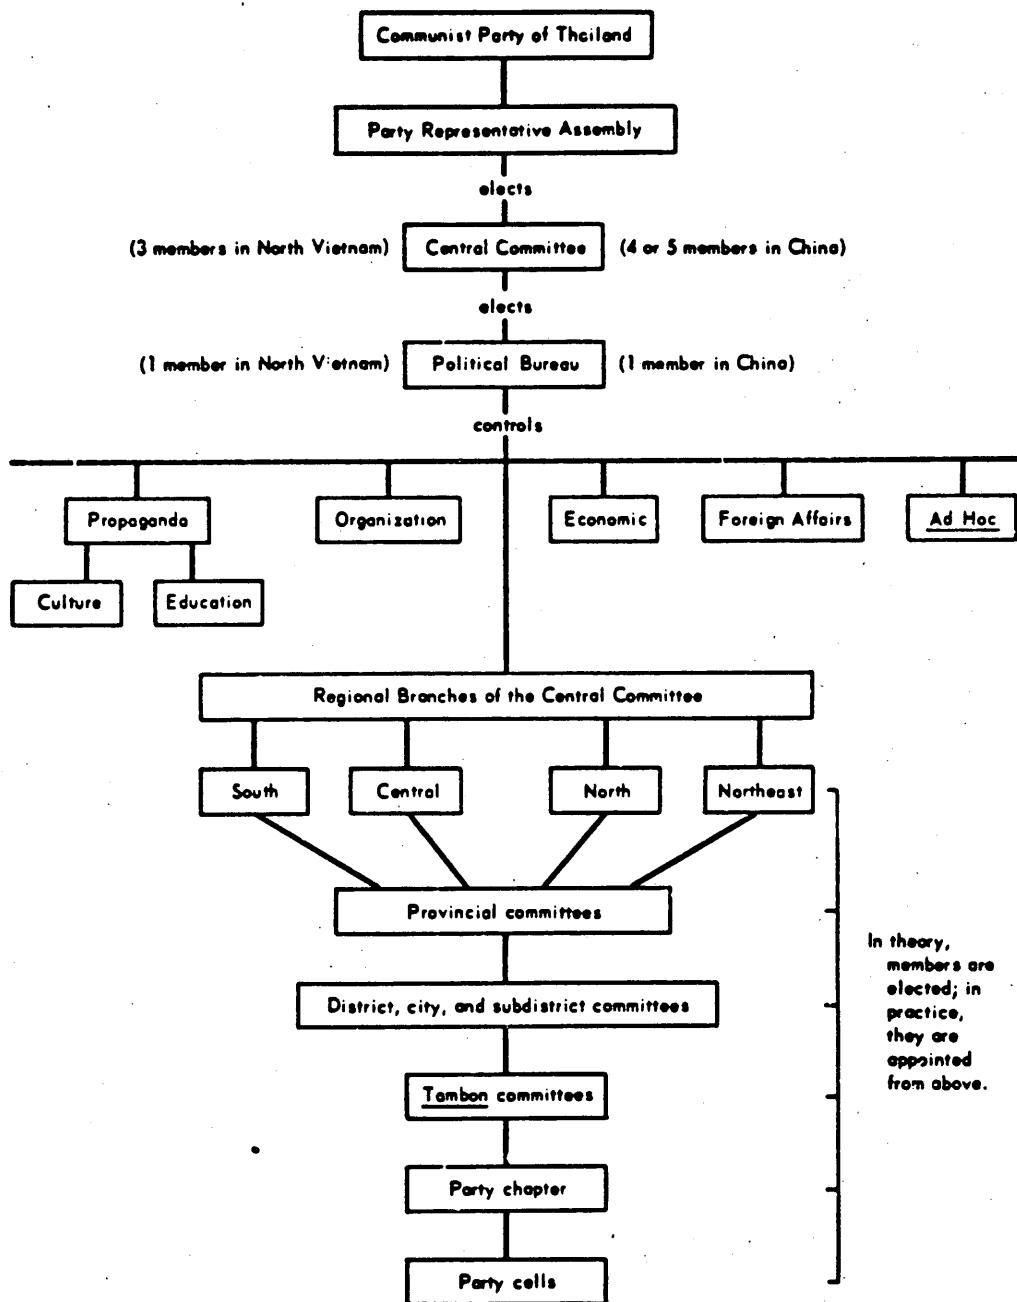 Communist Party of Thailand
Party Representative Assembly
elects
(3 members in North Vietnam) Central Committee (4 or 5 members in China)
elects
(1 member in North Vietnam) Political Bureau (1 member in China)
controls
Propaganda Organization Economic Foreign Affairs Ad Hoc
Culture Education
Regional Branches of the Central Committee
South Central North Northeast
Provincial committees
District, city, and subdistrict committees
Tambon committees
Party chapter
Party cells
In theory,
members are
elected; in
practice,
they are
appointed
from above.